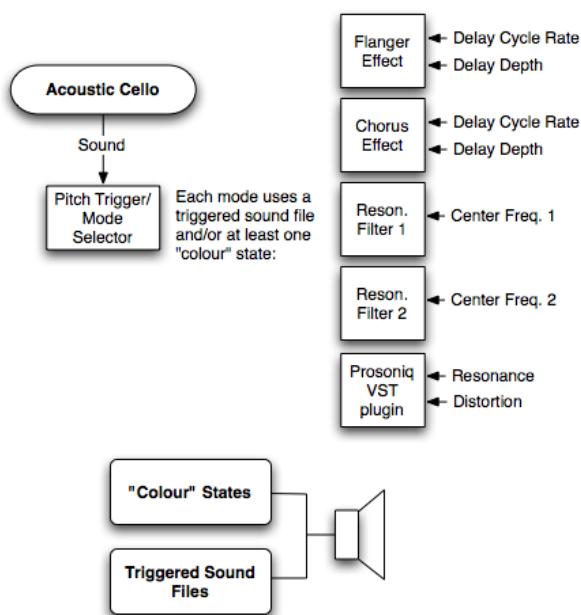 Acoustic Cello
Sound
Pitch Trigger/
Mode
Selector
Each mode uses a
triggered sound file
and/or at least one
"colour" state:
Flanger
Effect
Delay Cycle Rate
Delay Depth
Chorus
Effect
Delay Cycle Rate
Delay Depth
Reson.
Filter 1
Center Freq. 1
Reson.
Filter 2
Center Freq. 2
Prosoniq
VST
plugin
Resonance
Distortion
"Colour" States
Triggered Sound
Files